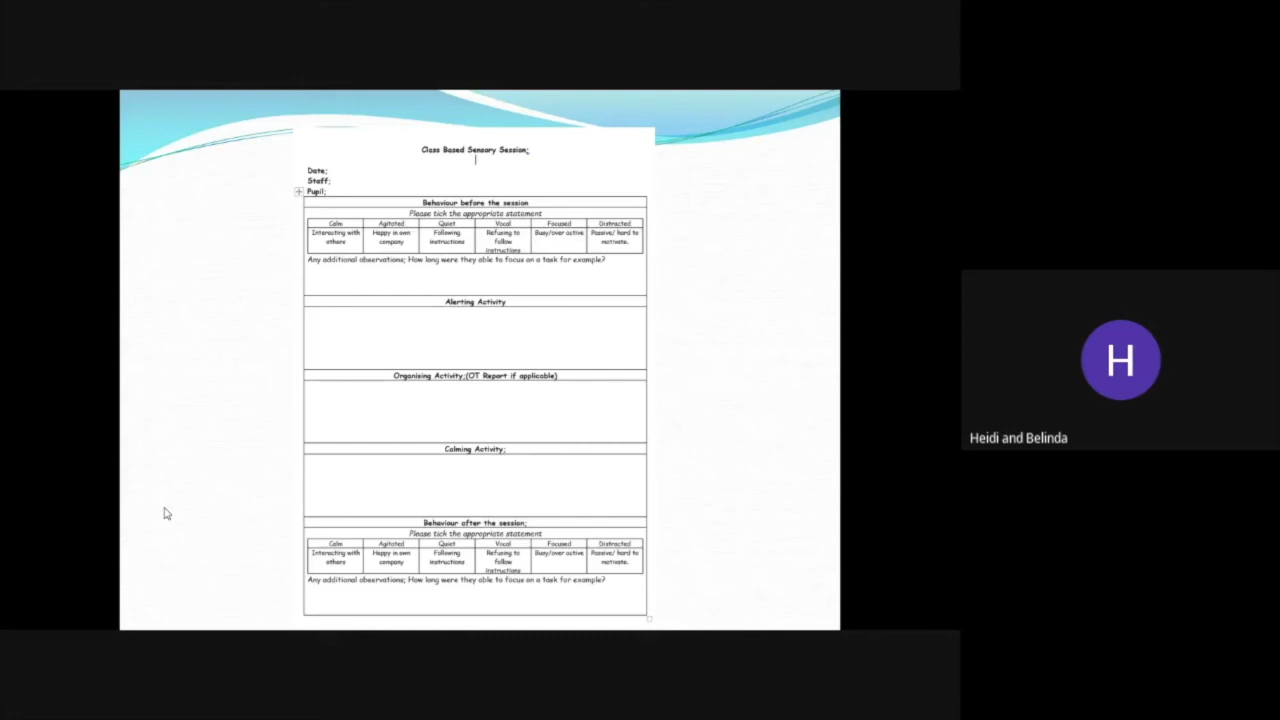 Class Based Sensory Session;
Date;
Staff;
Pupil;
Behaviour before the session
Please tick the appropriate statement
Calm Agitated Quiet Vocal Focused Distracted
Interacting with others Happy in own company Following instructions Refusing to follow instructions Busy/over active Passive/ hard to motivate.
Any additional observations; How long were they able to focus on a task for example?
Alerting Activity
Organising Activity;(OT Report if applicable)
Calming Activity;
Behaviour after the session;
Please tick the appropriate statement
Calm Agitated Quiet Vocal Focused Distracted
Interacting with others Happy in own company Following instructions Refusing to follow instructions Busy/over active Passive/ hard to motivate.
Any additional observations; How long were they able to focus on a task for example?
H
Heidi and Belinda